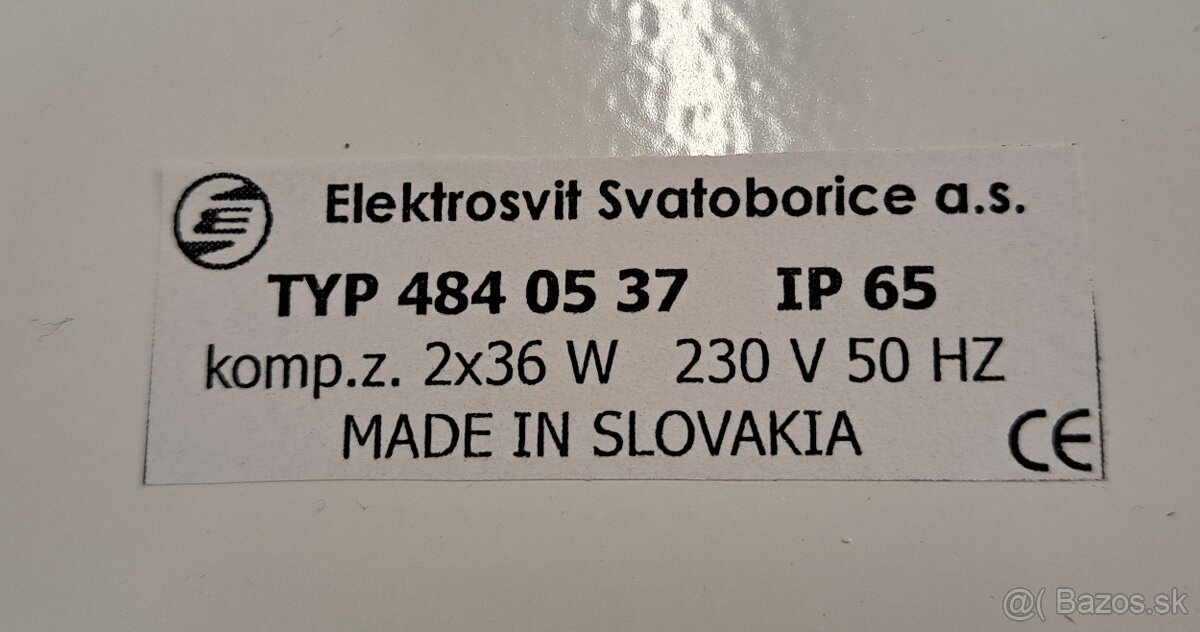 Elektrosvit Svatoborice a.s.
TYP 484 05 37 IP 65
komp.z. 2x36 W 230 V 50 HZ
MADE IN SLOVAKIA
CE
@( Bazos.sk